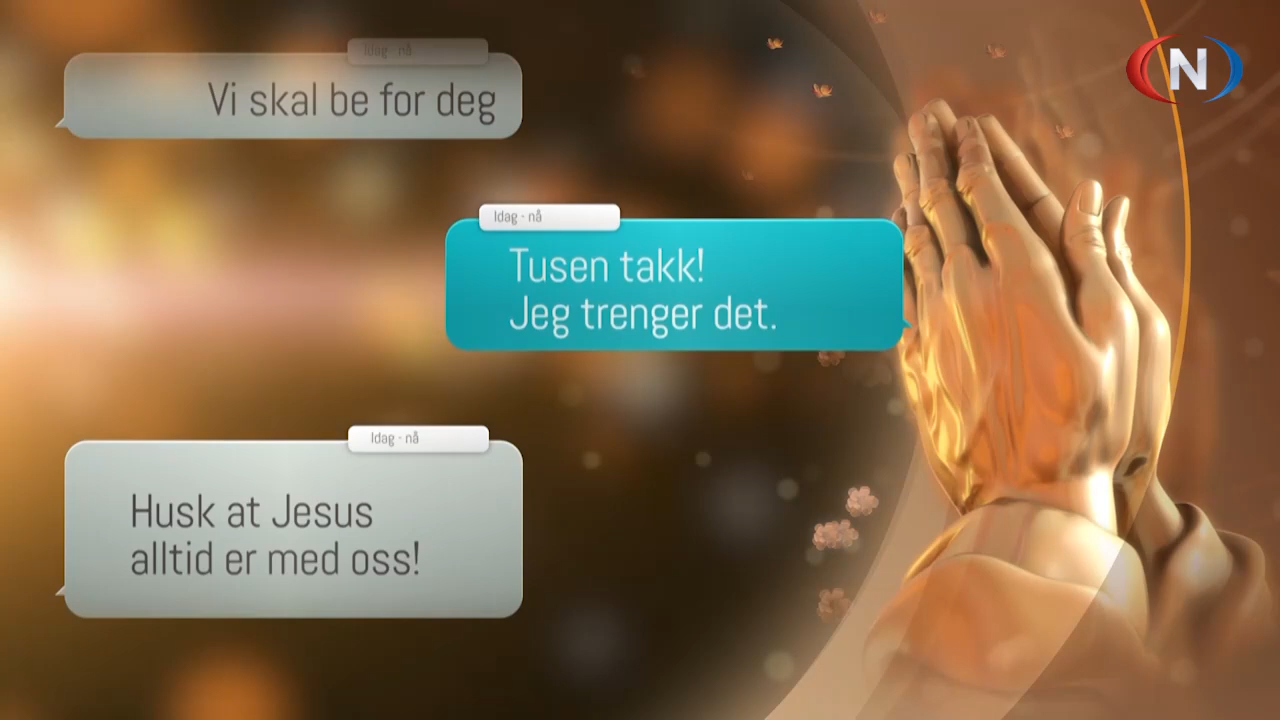 Idag - nå
Vi skal be for deg
Idag - nå
Tusen takk!
Jeg trenger det.
Idag - nå
Husk at Jesus
alltid er med oss!
N